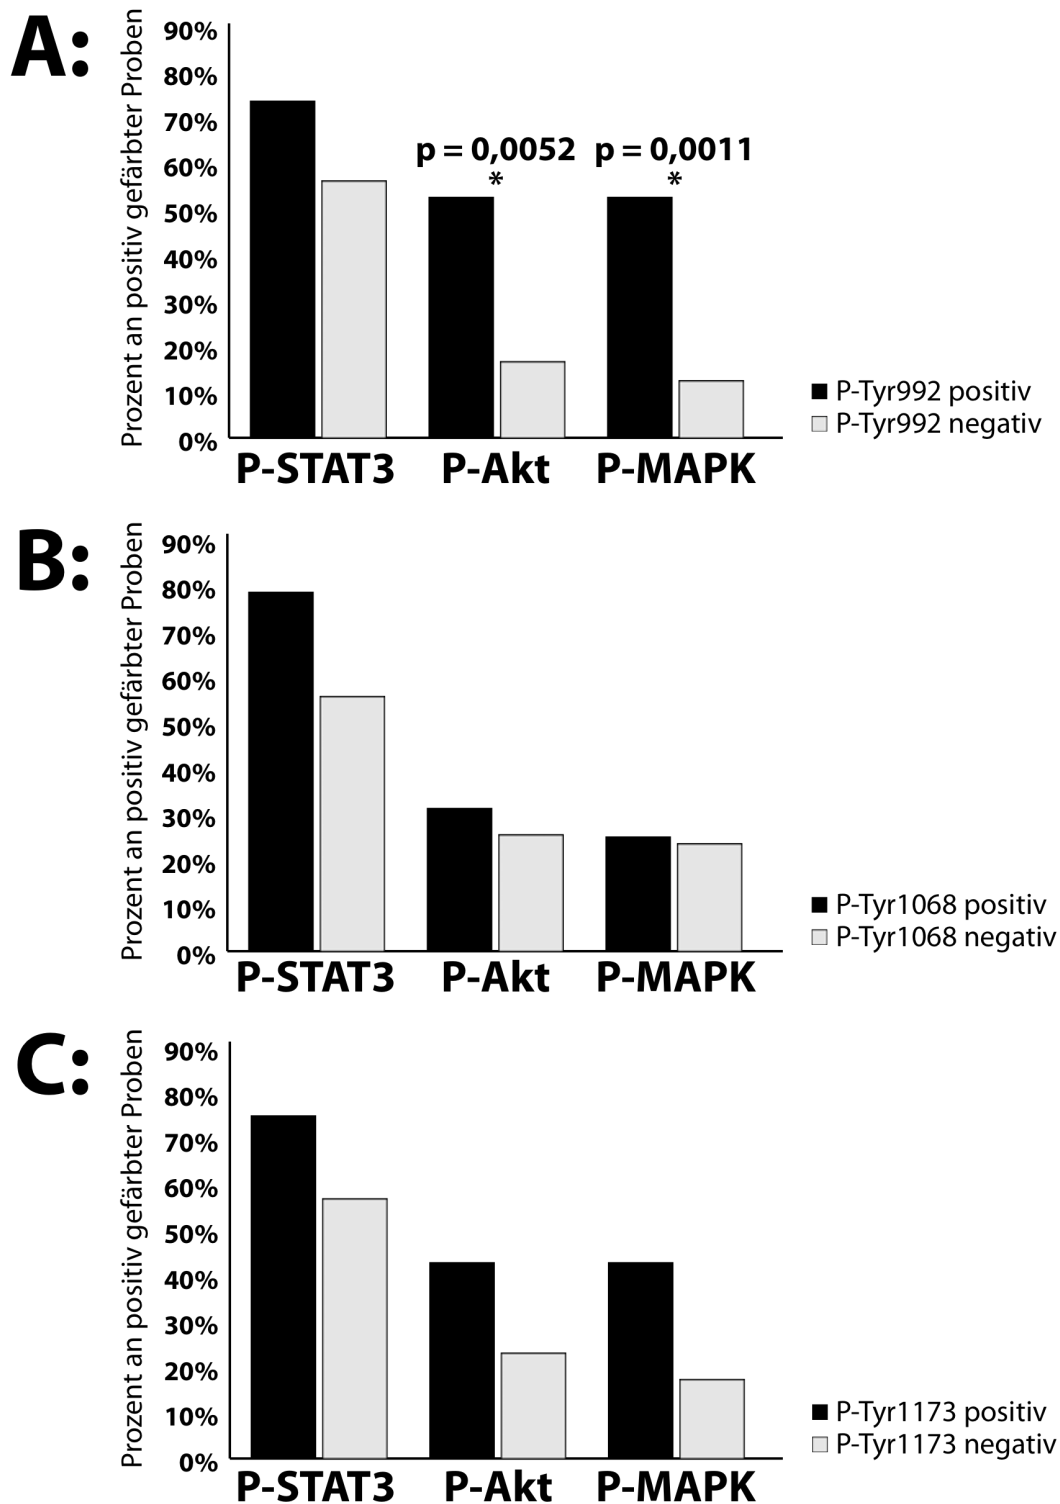 A:
Prozent an positiv gefärbter Proben
90%
80%
70%
60%
50%
40%
30%
20%
10%
0%
p = 0,0052 p = 0,0011
* *
P-STAT3 P-Akt P-MAPK
P-Tyr992 positiv
P-Tyr992 negativ
B:
Prozent an positiv gefärbter Proben
90%
80%
70%
60%
50%
40%
30%
20%
10%
0%
P-STAT3 P-Akt P-MAPK
P-Tyr1068 positiv
P-Tyr1068 negativ
C:
Prozent an positiv gefärbter Proben
90%
80%
70%
60%
50%
40%
30%
20%
10%
0%
P-STAT3 P-Akt P-MAPK
P-Tyr1173 positiv
P-Tyr1173 negativ